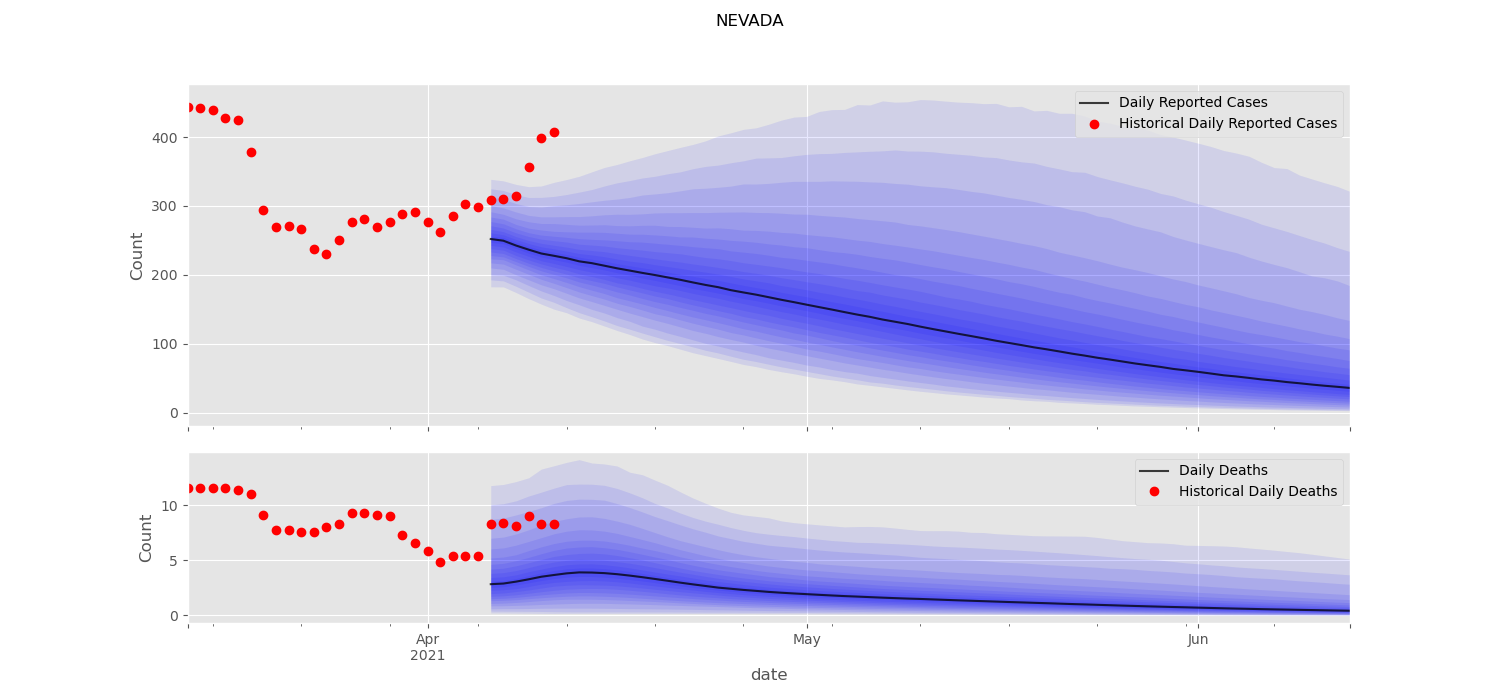 NEVADA
Count
400
300
200
100
0
Daily Reported Cases
Historical Daily Reported Cases
Count
10
5
0
Daily Deaths
Historical Daily Deaths
Apr
2021
May
Jun
date